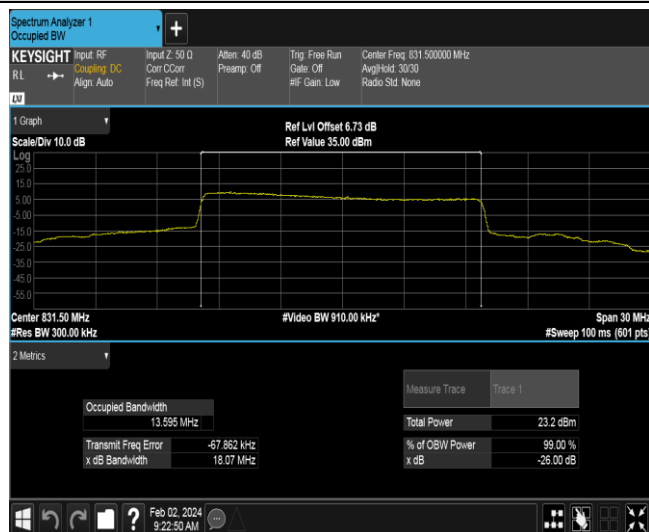 Spectrum Analyzer 1
Occupied BW
+
KEYSIGHT
RL
LXI
Input: RF
Coupling: DC
Align: Auto
Input Z: 50 Ω
Corr CCorr
Freq Ref: Int (S)
Atten: 40 dB
Preamp: Off
Trig: Free Run
Gate: Off
#IF Gain: Low
Center Freq: 831.500000 MHz
Avg|Hold: 30/30
Radio Std: None
1 Graph
Scale/Div 10.0 dB
Ref Lvl Offset 6.73 dB
Ref Value 35.00 dBm
Log
25.0
15.0
5.00
-5.00
-15.0
-25.0
-35.0
-45.0
-55.0
Center 831.50 MHz
#Video BW 910.00 kHz*
Span 30 MHz
#Res BW 300.00 kHz
#Sweep 100 ms (601 pts)
2 Metrics
Measure Trace
Trace 1
Occupied Bandwidth
13.595 MHz
Total Power 23.2 dBm
Transmit Freq Error -67.862 kHz
% of OBW Power 99.00 %
x dB Bandwidth 18.07 MHz
x dB -26.00 dB
?
Feb 02, 2024
9:22:50 AM